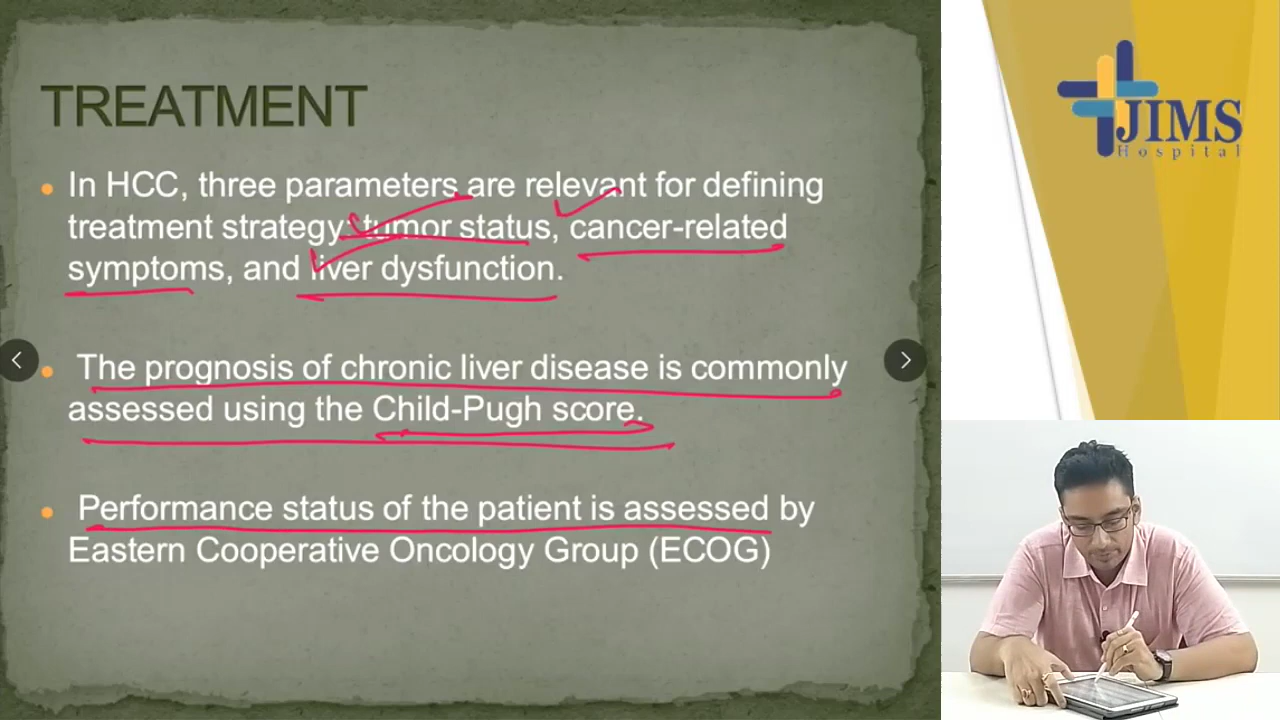 TREATMENT
In HCC, three parameters are relevant for defining
treatment strategy: tumor status, cancer-related
symptoms, and liver dysfunction.
The prognosis of chronic liver disease is commonly
assessed using the Child-Pugh score.
Performance status of the patient is assessed by
Eastern Cooperative Oncology Group (ECOG)
JIMS
Hospital